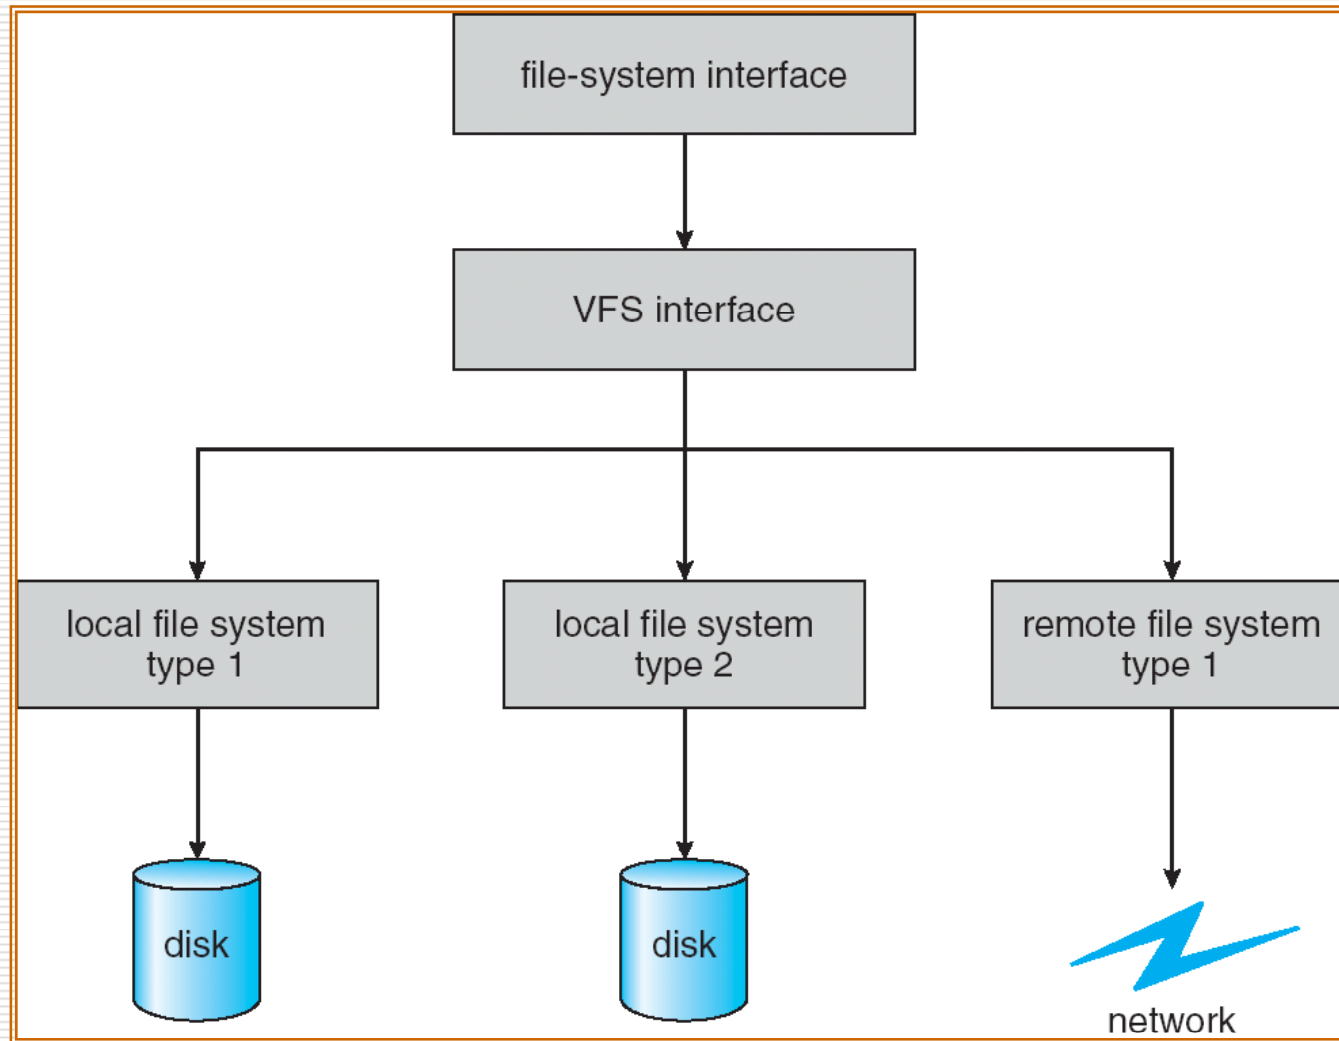 file-system interface
VFS interface
local file system
type 1
local file system
type 2
remote file system
type 1
disk
disk
network